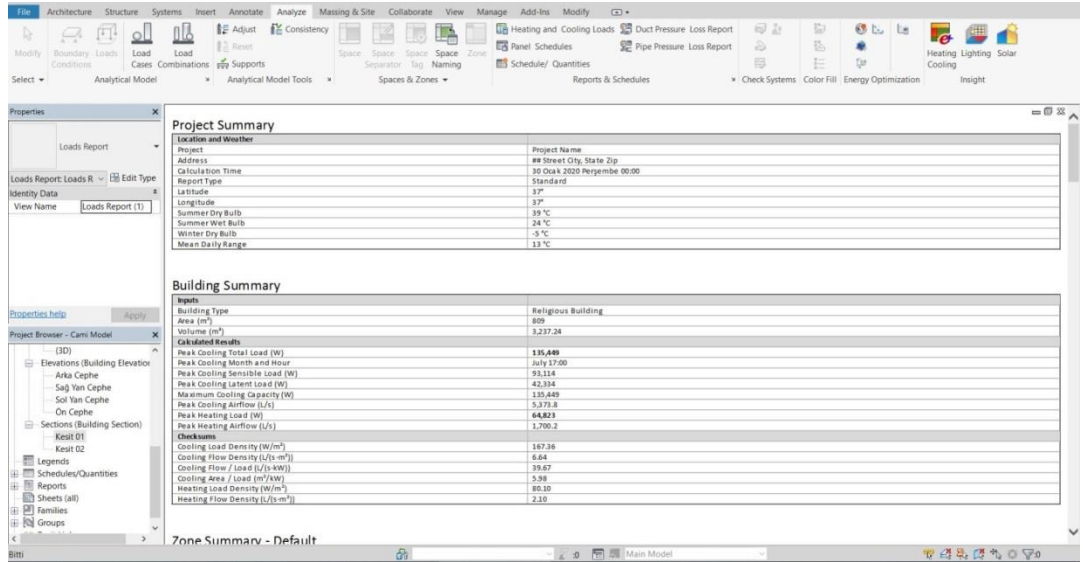 File Architecture Structure Systems Insert Annotate Analyze Massing & Site Collaborate View Manage Add-Ins Modify
Modify
Boundary Conditions
Loads
Load Cases
Load Combinations
Adjust
Reset
Supports
Consistency
Space
Space Separator
Space Tag
Space Naming
Zone
Heating and Cooling Loads
Panel Schedules
Schedule/ Quantities
Duct Pressure Loss Report
Pipe Pressure Loss Report
Heating Cooling
Lighting
Solar
Select Analytical Model Analytical Model Tools Spaces & Zones Reports & Schedules Check Systems Color Fill Energy Optimization Insight
Properties
Loads Report
Loads Report: Loads R Edit Type
Identity Data
View Name Loads Report (1)
Properties help Apply
Project Browser - Cami Model
{3D}
Elevations (Building Elevation
Arka Cephe
Sağ Yan Cephe
Sol Yan Cephe
Ön Cephe
Sections (Building Section)
Kesit 01
Kesit 02
Legends
Schedules/Quantities
Reports
Sheets (all)
Families
Groups
Project Summary
Location and Weather
Project Project Name
Address ## Street City, State Zip
Calculation Time 30 Ocak 2020 Perşembe 00:00
Report Type Standard
Latitude 37°
Longitude 37°
Summer Dry Bulb 39 °C
Summer Wet Bulb 24 °C
Winter Dry Bulb -5 °C
Mean Daily Range 13 °C
Building Summary
Inputs
Building Type Religious Building
Area (m²) 809
Volume (m³) 3,237.24
Calculated Results
Peak Cooling Total Load (W) 135,449
Peak Cooling Month and Hour July 17:00
Peak Cooling Sensible Load (W) 93,114
Peak Cooling Latent Load (W) 42,334
Maximum Cooling Capacity (W) 135,449
Peak Cooling Airflow (L/s) 5,373.8
Peak Heating Load (W) 64,823
Peak Heating Airflow (L/s) 1,700.2
Checksums
Cooling Load Density (W/m²) 167.36
Cooling Flow Density (L/(s·m²)) 6.64
Cooling Flow / Load (L/(s·kW)) 39.67
Cooling Area / Load (m²/kW) 5.98
Heating Load Density (W/m²) 80.10
Heating Flow Density (L/(s·m²)) 2.10
Zone Summary - Default
Bitti :0 Main Model :0